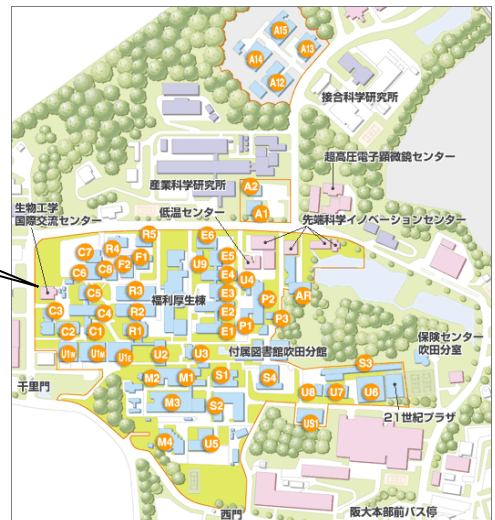 A15
A14
A13
A12
接合科学研究所
超高圧電子顕微鏡センター
産業科学研究所
A2
生物工学
国際交流センター
低温センター
A1
先端科学イノベーションセンター
R5
E6
C7
R4
F1
E5
C6
C8
F2
U9
E4
U4
C5
R3
福利厚生棟
E3
P2
AR
C3
C4
R2
E2
C2
C1
R1
E1
P1
P3
保険センター
吹田分室
U1W
U1M
U1E
U2
U3
付属図書館吹田分館
S3
千里門
M2
M1
S1
S4
U8
U7
U6
M3
S2
US1
21世紀プラザ
M4
U5
西門
阪大本部前バス停